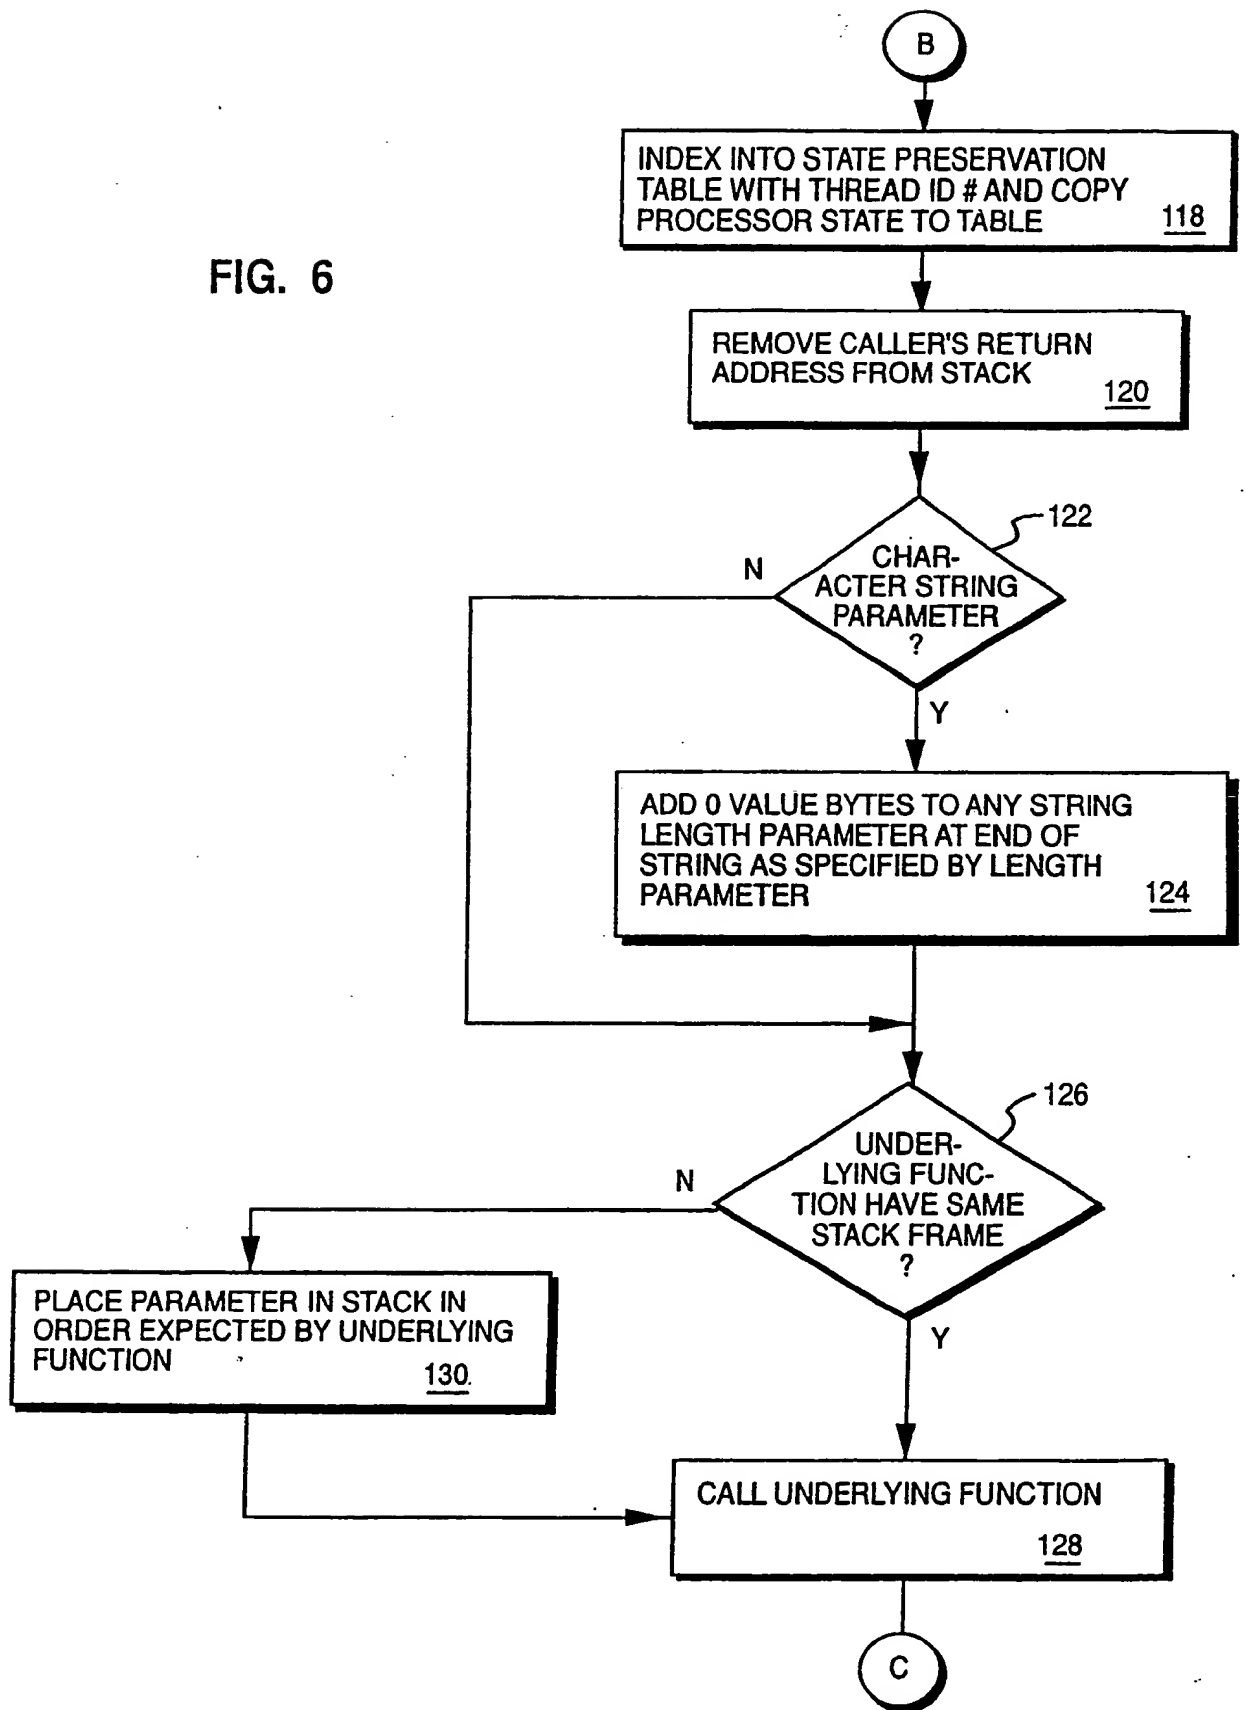 B
INDEX INTO STATE PRESERVATION
TABLE WITH THREAD ID # AND COPY
PROCESSOR STATE TO TABLE
118
FIG. 6
REMOVE CALLER'S RETURN
ADDRESS FROM STACK
120
122
CHAR-
ACTER STRING
PARAMETER
?
N
Y
ADD 0 VALUE BYTES TO ANY STRING
LENGTH PARAMETER AT END OF
STRING AS SPECIFIED BY LENGTH
PARAMETER
124
126
UNDER-
LYING FUNC-
TION HAVE SAME
STACK FRAME
?
N
Y
PLACE PARAMETER IN STACK IN
ORDER EXPECTED BY UNDERLYING
FUNCTION
130
CALL UNDERLYING FUNCTION
128
C